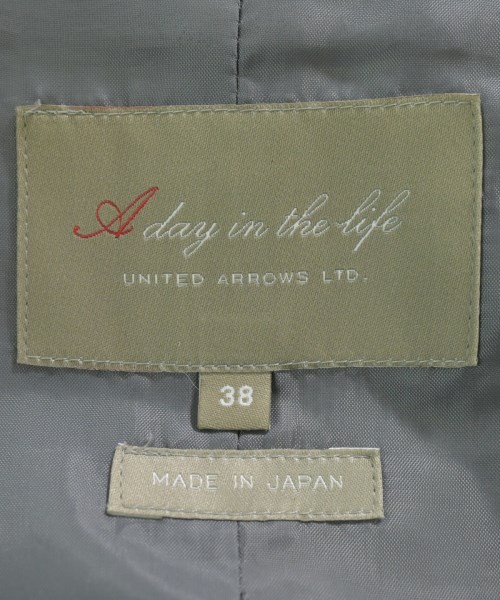 A day in the life
UNITED ARROWS LTD.
38
MADE IN JAPAN